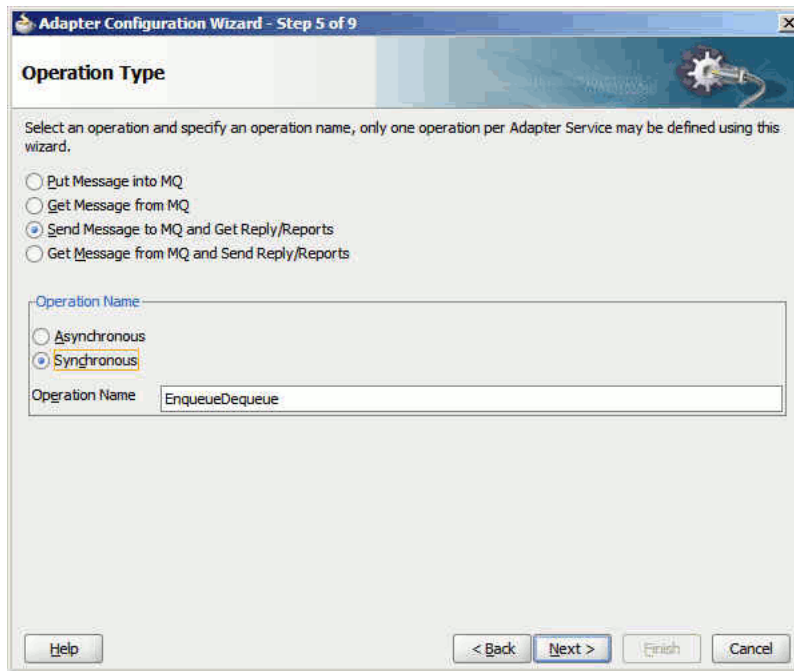 Adapter Configuration Wizard - Step 5 of 9
Operation Type
Select an operation and specify an operation name, only one operation per Adapter Service may be defined using this
wizard.
Put Message into MQ
Get Message from MQ
Send Message to MQ and Get Reply/Reports
Get Message from MQ and Send Reply/Reports
Operation Name
Asynchronous
Synchronous
Operation Name EnqueueDequeue
Help < Back Next > Finish Cancel